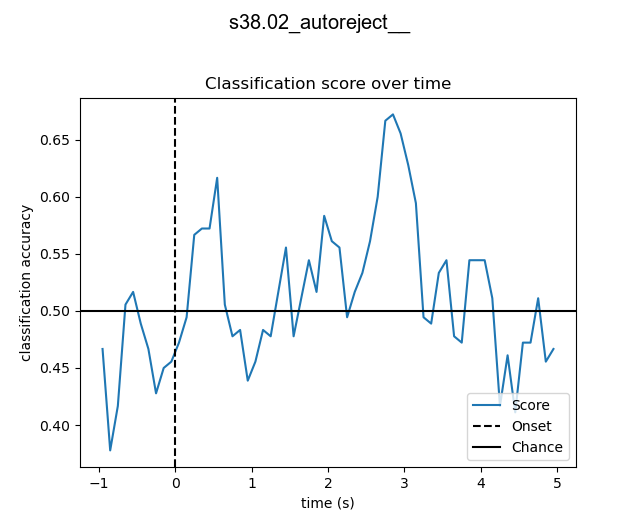 s38.02_autoreject__
Classification score over time
classification accuracy
0.65
0.60
0.55
0.50
0.45
0.40
−1
0
1
2
3
4
5
time (s)
Score
Onset
Chance